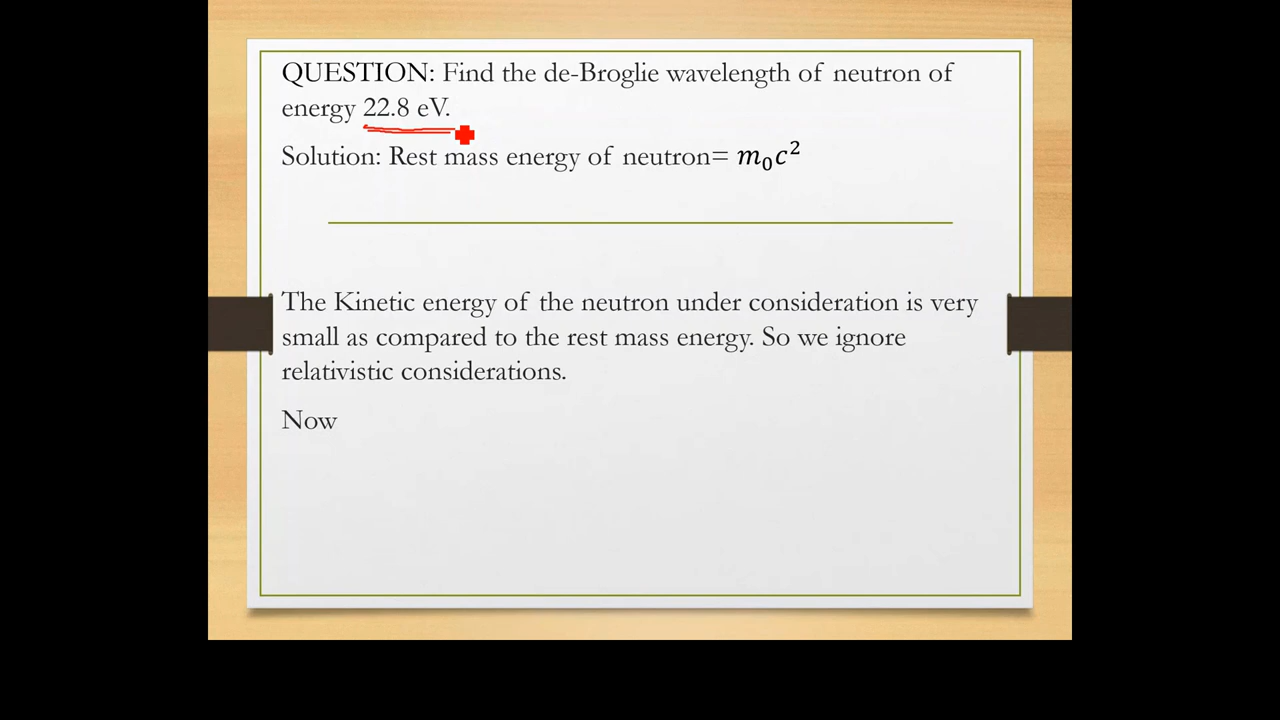 QUESTION: Find the de-Broglie wavelength of neutron of
energy 22.8 eV.
Solution: Rest mass energy of neutron= m₀c²
The Kinetic energy of the neutron under consideration is very
small as compared to the rest mass energy. So we ignore
relativistic considerations.
Now